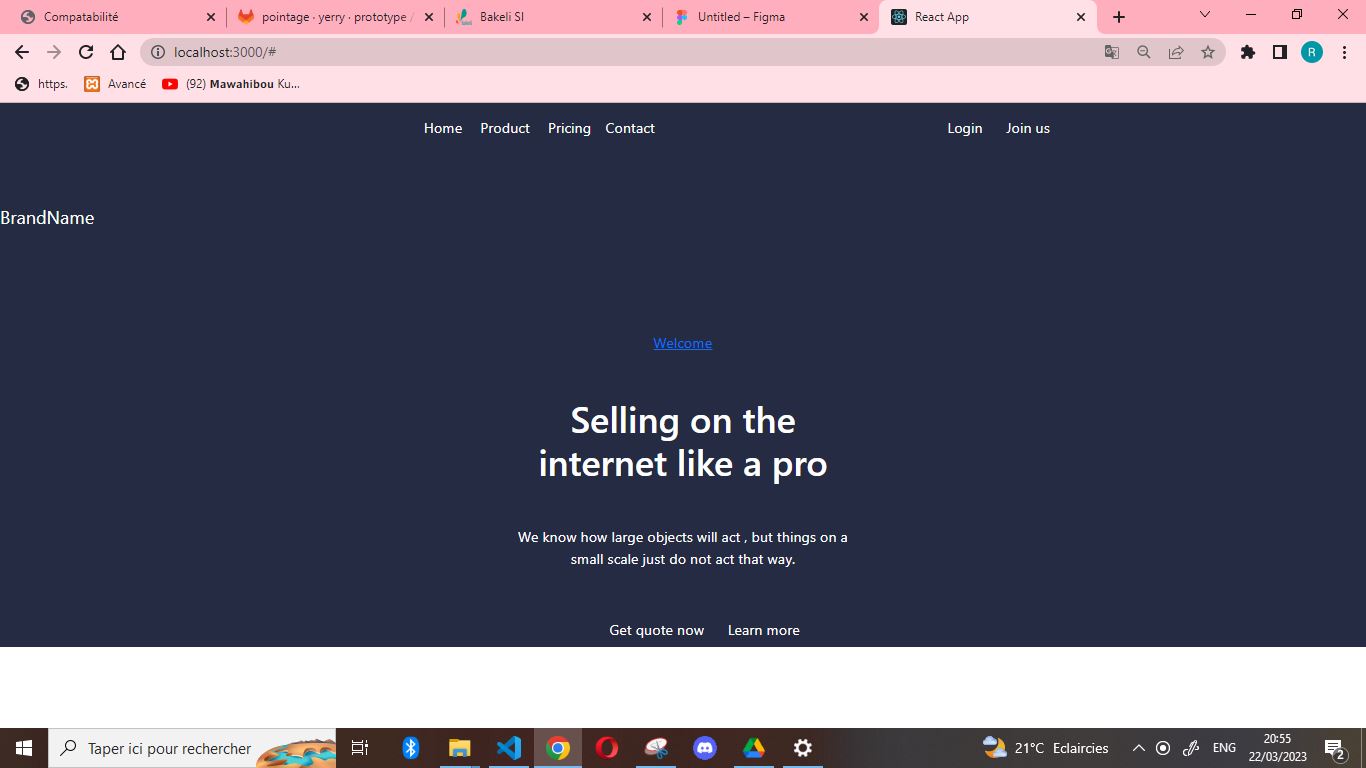 Compatabilité
pointage · yerry · prototype /
Bakeli SI
Untitled – Figma
React App
localhost:3000/#
R
https.
Avancé
(92) Mawahibou Ku...
Home Product Pricing Contact Login Join us
BrandName
Welcome
Selling on the
internet like a pro
We know how large objects will act , but things on a
small scale just do not act that way.
Get quote now Learn more
Taper ici pour rechercher
21°C Eclaircies
ENG
20:55
22/03/2023
2